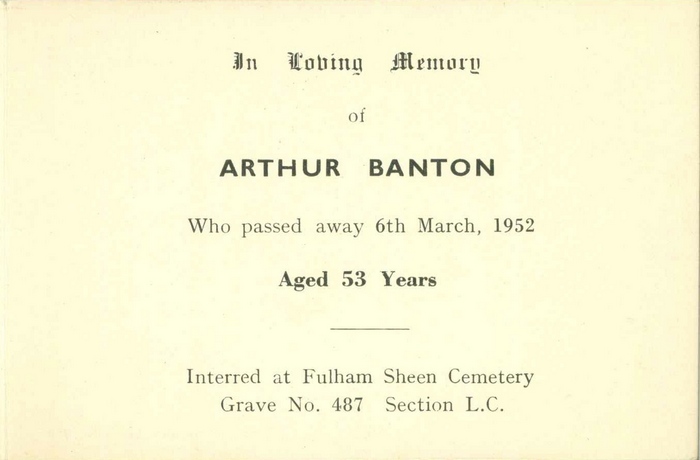 In Loving Memory
of
ARTHUR BANTON
Who passed away 6th March, 1952
Aged 53 Years
Interred at Fulham Sheen Cemetery
Grave No. 487 Section L.C.